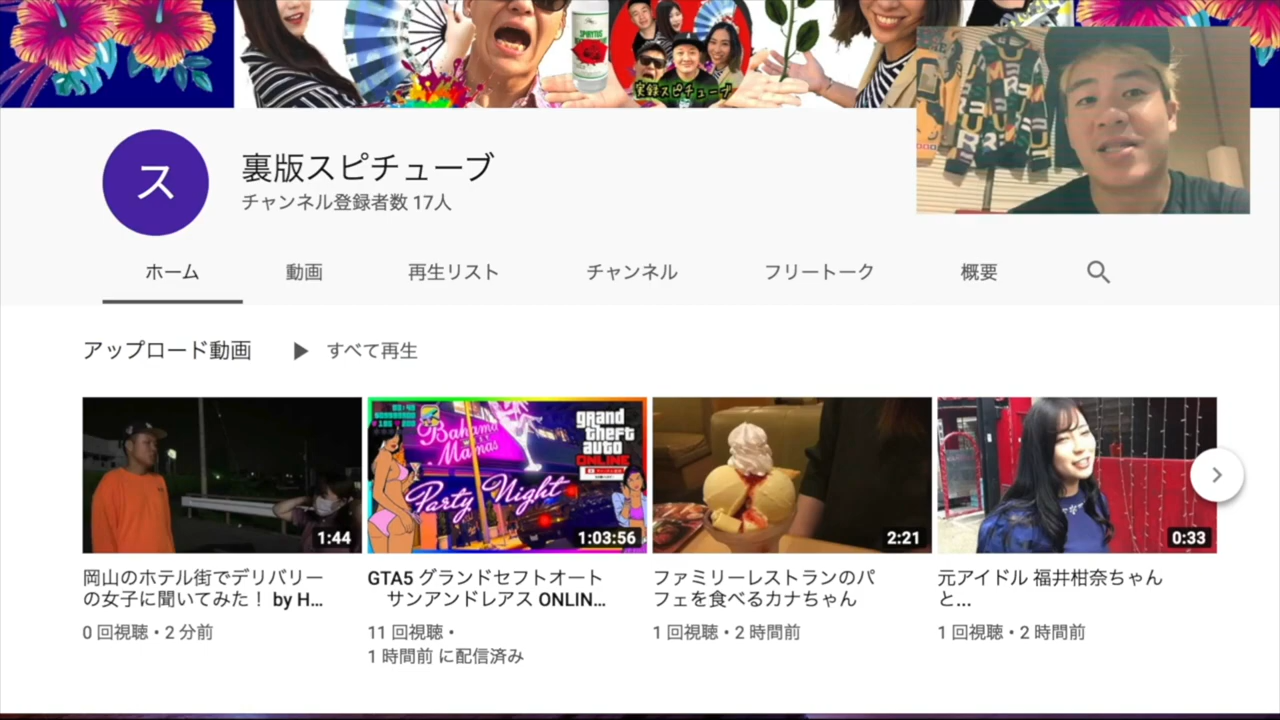 実録スピチューブ
ス
裏版スピチューブ
チャンネル登録者数 17人
ホーム
動画
再生リスト
チャンネル
フリートーク
概要
アップロード動画
すべて再生
1:44
Bahama
Mamas
Party Night
grand
theft
auto
ONLINE
1:03:56
2:21
0:33
岡山のホテル街でデリバリー
の女子に聞いてみた！ by H...
0 回視聴・2 分前
GTA5 グランドセフトオート
サンアンドレアス ONLIN...
11 回視聴・
1 時間前 に配信済み
ファミリーレストランのパ
フェを食べるカナちゃん
1 回視聴・2 時間前
元アイドル 福井柑奈ちゃん
と...
1 回視聴・2 時間前